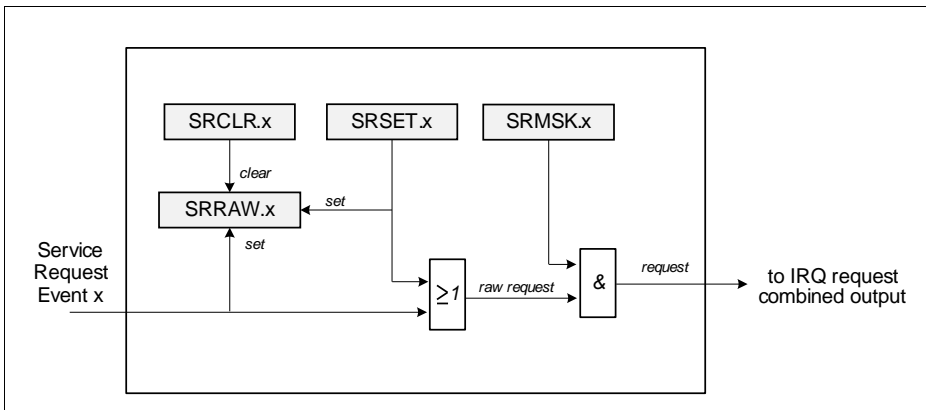 SRCLR.x
SRSET.x
SRMSK.x
clear
SRRAW.x
set
set
Service
Request
Event x
≥1
raw request
&
request
to IRQ request
combined output